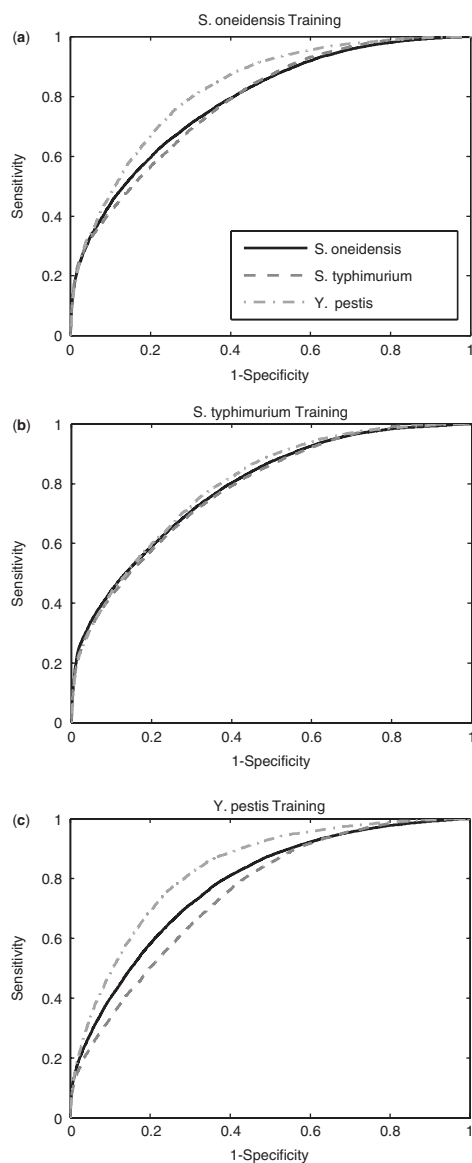 S. oneidensis Training
(a)
1
0.8
0.6
0.4
0.2
0
Sensitivity
S. oneidensis
S. typhimurium
Y. pestis
0 0.2 0.4 0.6 0.8 1
1-Specificity
S. typhimurium Training
(b)
1
0.8
0.6
0.4
0.2
0
Sensitivity
0 0.2 0.4 0.6 0.8 1
1-Specificity
Y. pestis Training
(c)
1
0.8
0.6
0.4
0.2
0
Sensitivity
0 0.2 0.4 0.6 0.8 1
1-Specificity